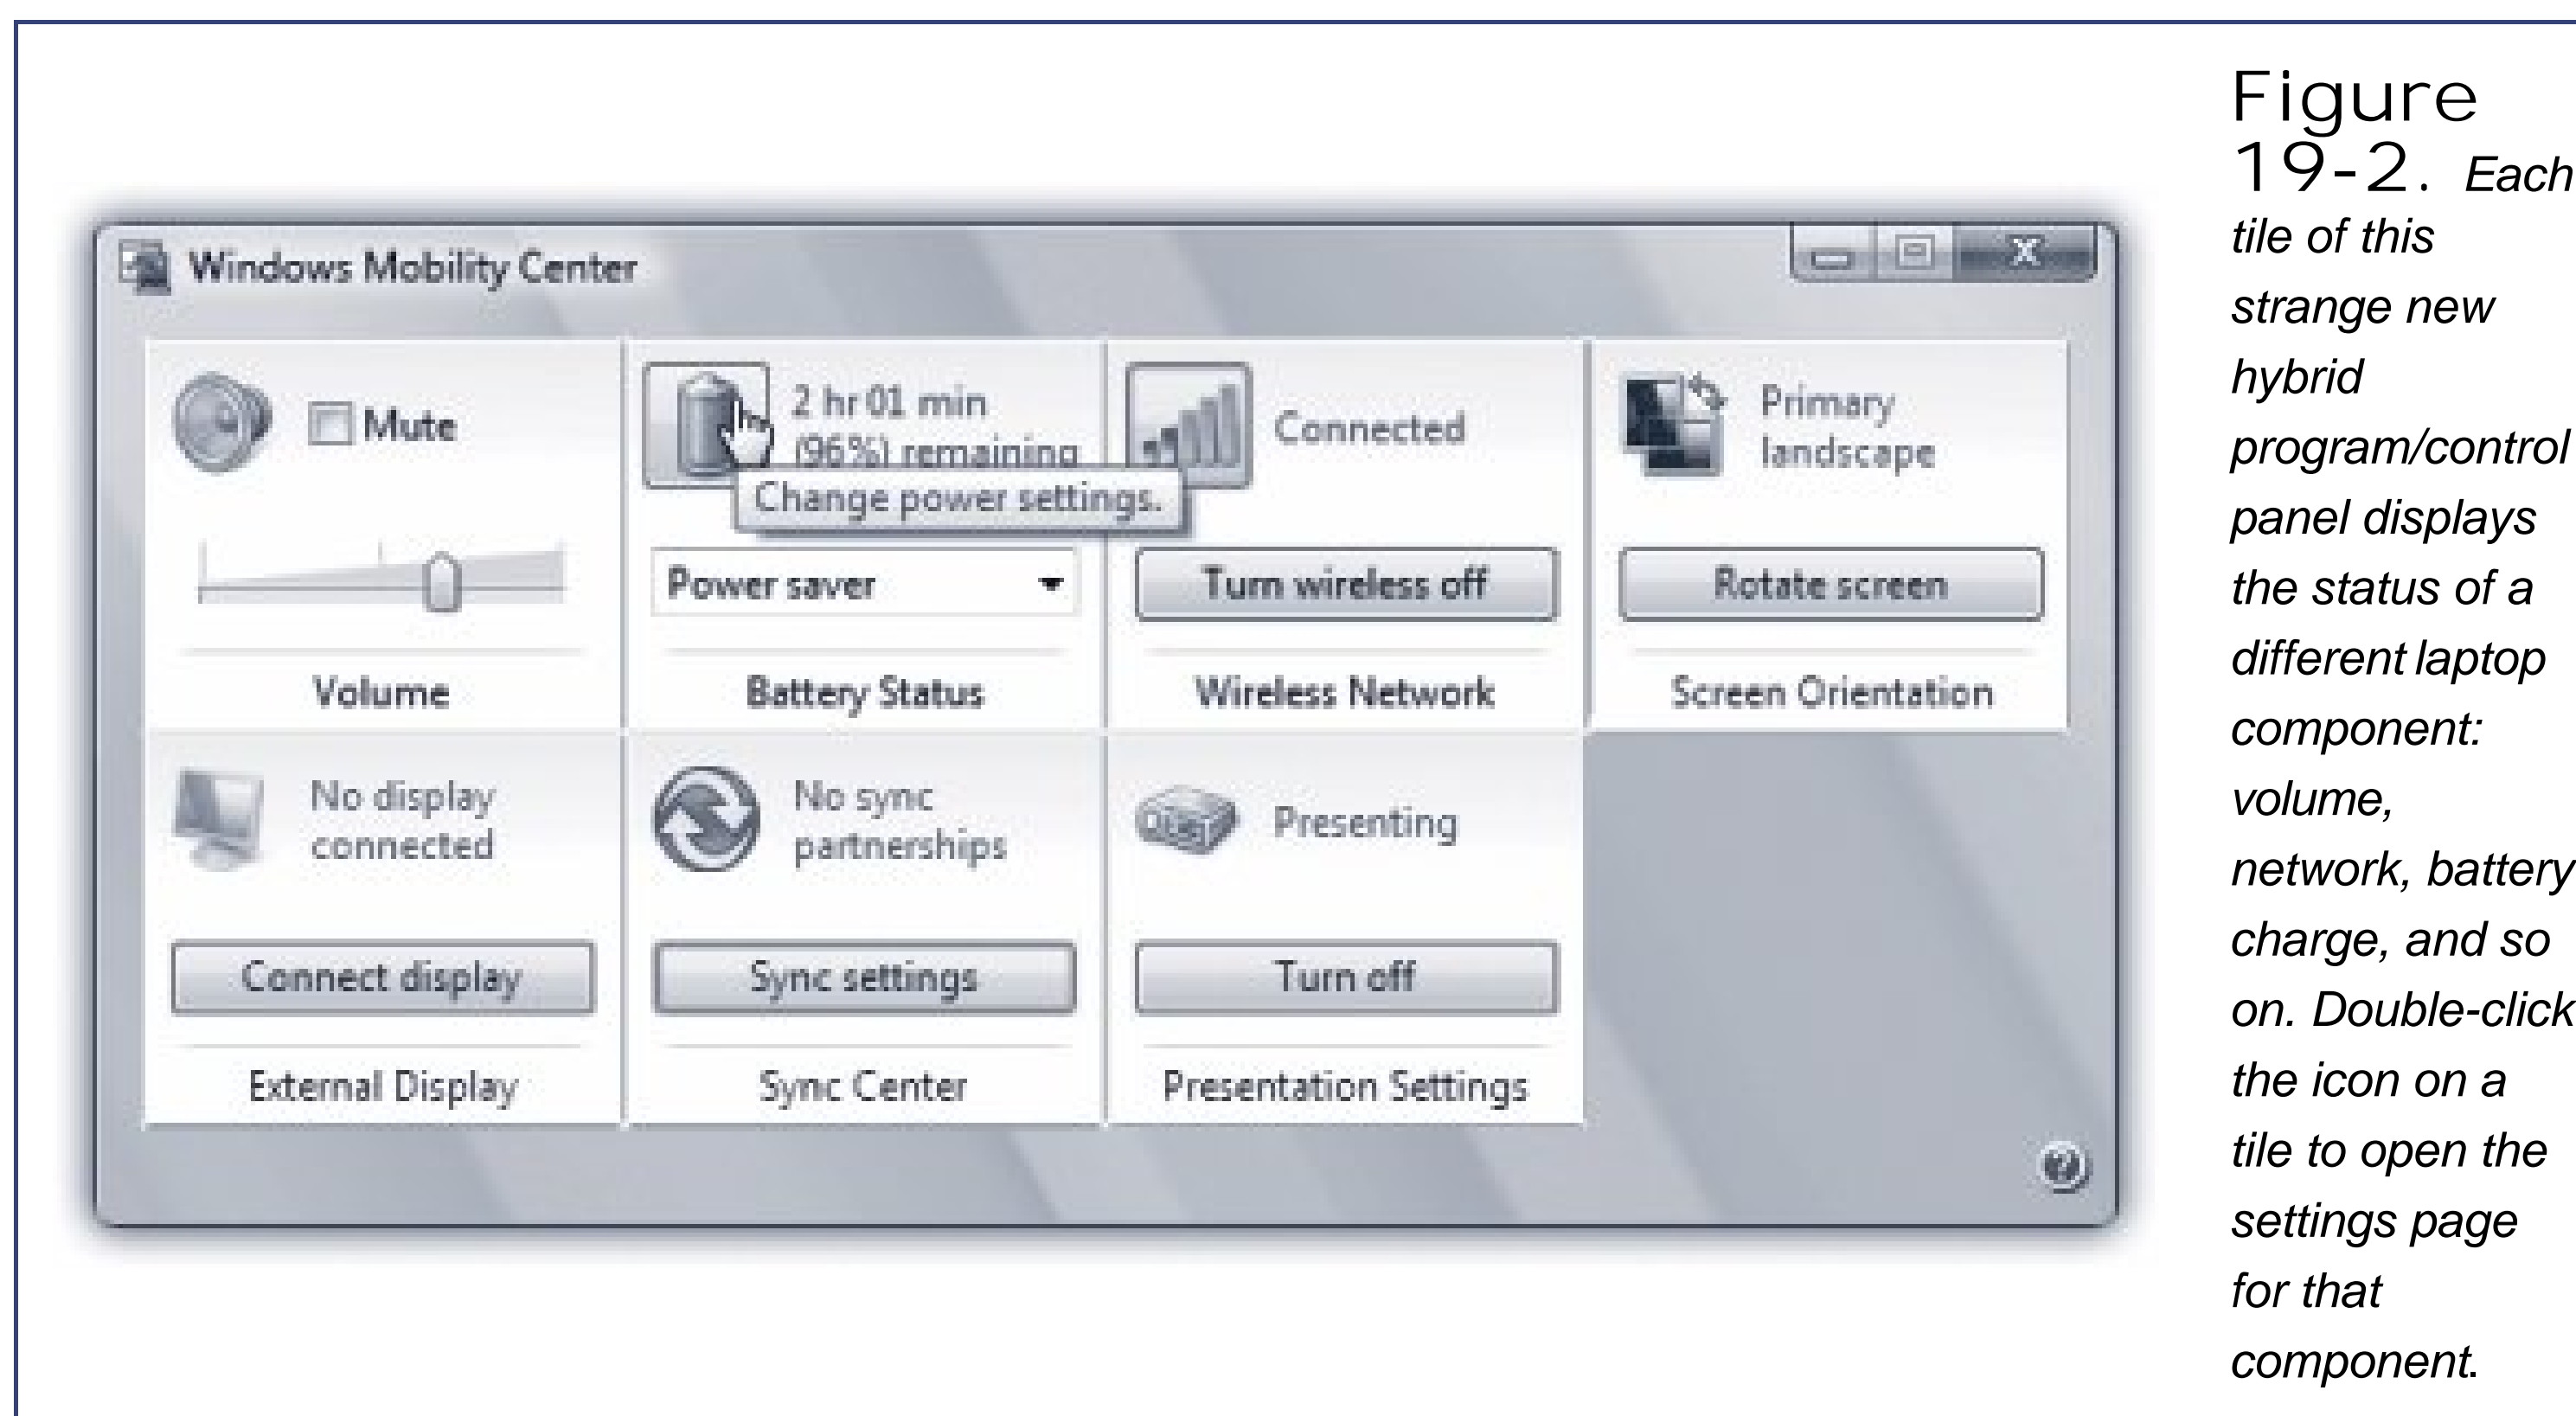 Windows Mobility Center
Mute
2 hr 01 min
(96%) remaining
Change power settings.
Connected
Primary
landscape
Power saver
Turn wireless off
Rotate screen
Volume
Battery Status
Wireless Network
Screen Orientation
No display
connected
No sync
partnerships
Presenting
Connect display
Sync settings
Turn off
External Display
Sync Center
Presentation Settings
Figure
19-2. Each
tile of this
strange new
hybrid
program/control
panel displays
the status of a
different laptop
component:
volume,
network, battery
charge, and so
on. Double-click
the icon on a
tile to open the
settings page
for that
component.